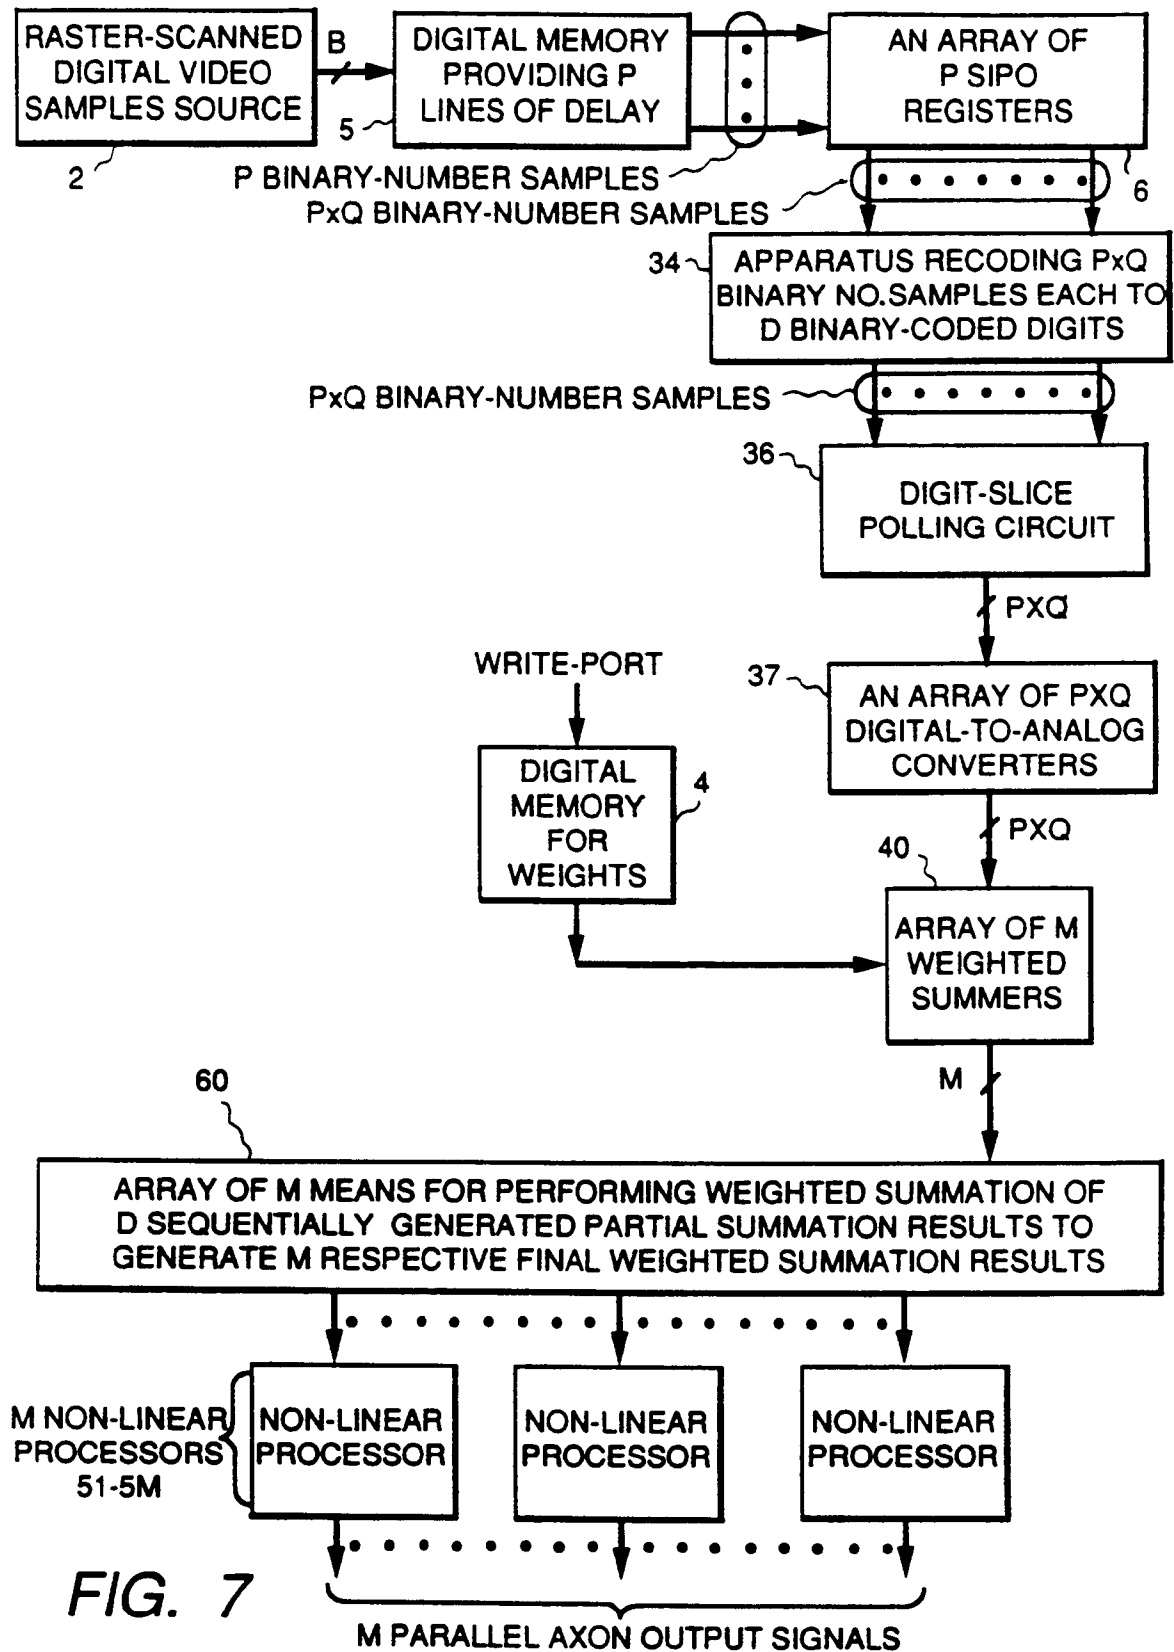 RASTER-SCANNED
DIGITAL VIDEO
SAMPLES SOURCE
2
B
DIGITAL MEMORY
PROVIDING P
LINES OF DELAY
5
AN ARRAY OF
P SIPO
REGISTERS
6
P BINARY-NUMBER SAMPLES
PxQ BINARY-NUMBER SAMPLES
34
APPARATUS RECODING PxQ
BINARY NO.SAMPLES EACH TO
D BINARY-CODED DIGITS
PxQ BINARY-NUMBER SAMPLES
36
DIGIT-SLICE
POLLING CIRCUIT
PXQ
WRITE-PORT
37
AN ARRAY OF PXQ
DIGITAL-TO-ANALOG
CONVERTERS
DIGITAL
MEMORY
FOR
WEIGHTS
4
PXQ
40
ARRAY OF M
WEIGHTED
SUMMERS
M
60
ARRAY OF M MEANS FOR PERFORMING WEIGHTED SUMMATION OF
D SEQUENTIALLY GENERATED PARTIAL SUMMATION RESULTS TO
GENERATE M RESPECTIVE FINAL WEIGHTED SUMMATION RESULTS
M NON-LINEAR
PROCESSORS
51-5M
NON-LINEAR
PROCESSOR
NON-LINEAR
PROCESSOR
NON-LINEAR
PROCESSOR
FIG. 7
M PARALLEL AXON OUTPUT SIGNALS